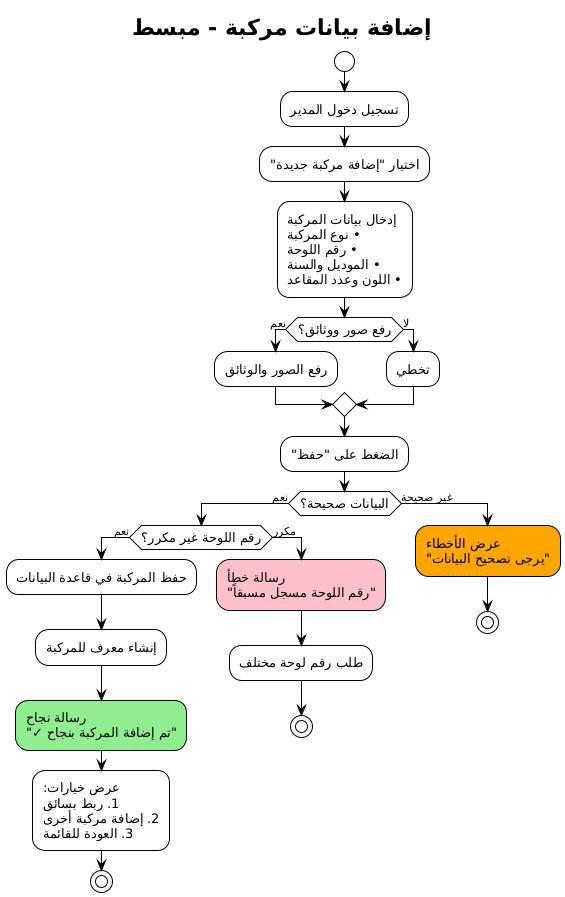 إضافة بيانات مركبة - مبسط
تسجيل دخول المدير
اختيار "إضافة مركبة جديدة"
إدخال بيانات المركبة
• نوع المركبة
• رقم اللوحة
• الموديل والسنة
• اللون وعدد المقاعد
رفع صور ووثائق؟
نعم
لا
رفع الصور والوثائق
تخطي
الضغط على "حفظ"
البيانات صحيحة؟
نعم
غير صحيحة
رقم اللوحة غير مكرر؟
نعم
مكرر
عرض الأخطاء
"يرجى تصحيح البيانات"
حفظ المركبة في قاعدة البيانات
رسالة خطأ
"رقم اللوحة مسجل مسبقاً"
إنشاء معرف للمركبة
طلب رقم لوحة مختلف
رسالة نجاح
"تم إضافة المركبة بنجاح ✓"
عرض خيارات:
1. ربط بسائق
2. إضافة مركبة أخرى
3. العودة للقائمة